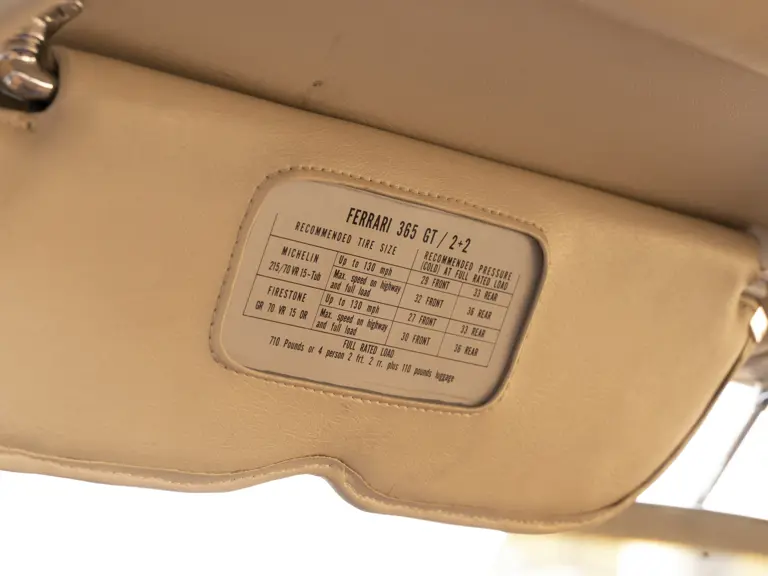 FERRARI 365 GT / 2+2
RECOMMENDED TIRE SIZE
RECOMMENDED PRESSURE
(COLD) AT FULL RATED LOAD
MICHELIN
215/70 VR 15-Tub
Up to 130 mph
29 FRONT
33 REAR
Max. speed on highway
and full load
32 FRONT
36 REAR
FIRESTONE
GR 70 VR 15 DR
Up to 130 mph
27 FRONT
33 REAR
Max. speed on highway
and full load
30 FRONT
36 REAR
FULL RATED LOAD
710 Pounds or 4 person 2 frt. 2 rr. plus 110 pounds luggage